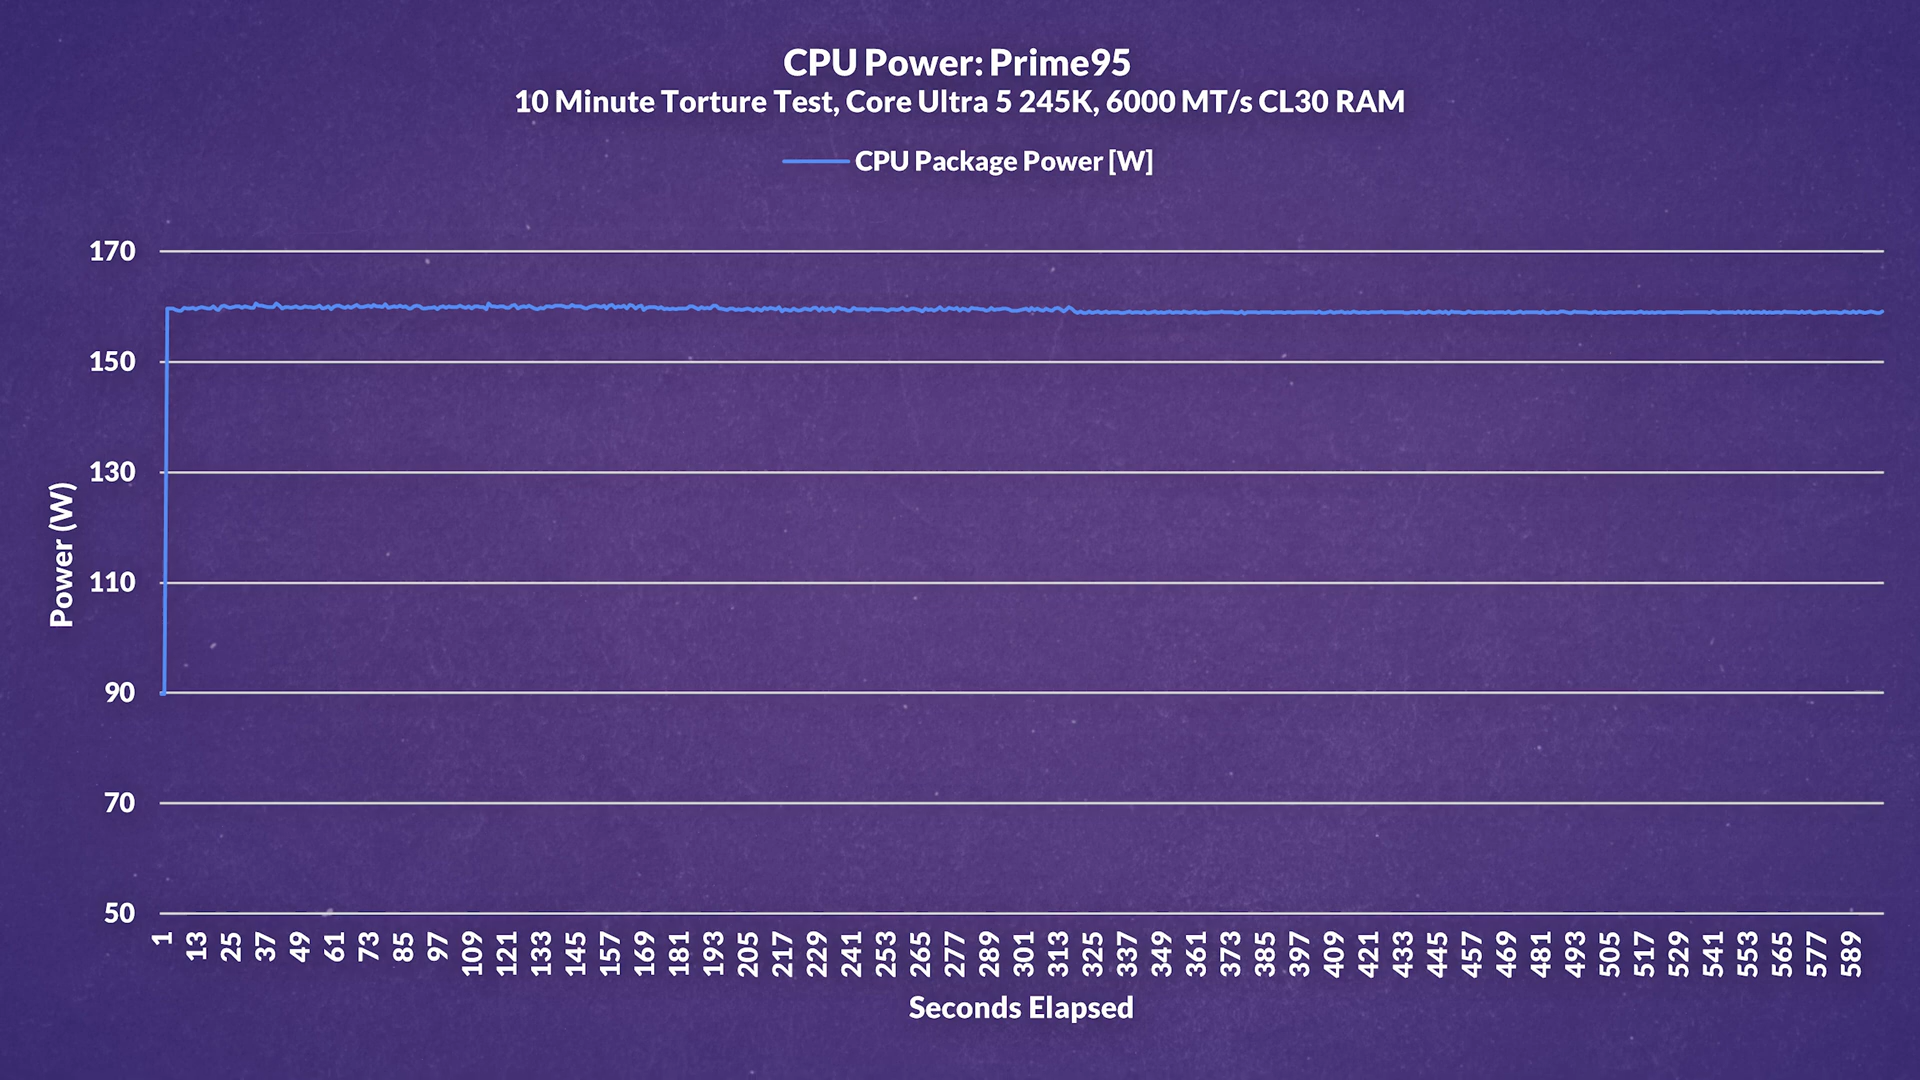 CPU Power: Prime95
10 Minute Torture Test, Core Ultra 5 245K, 6000 MT/s CL30 RAM
CPU Package Power [W]
170
150
130
110
90
70
50
Power (W)
1 13 25 37 49 61 73 85 97 109 121 133 145 157 169 181 193 205 217 229 241 253 265 277 289 301 313 325 337 349 361 373 385 397 409 421 433 445 457 469 481 493 505 517 529 541 553 565 577 589
Seconds Elapsed